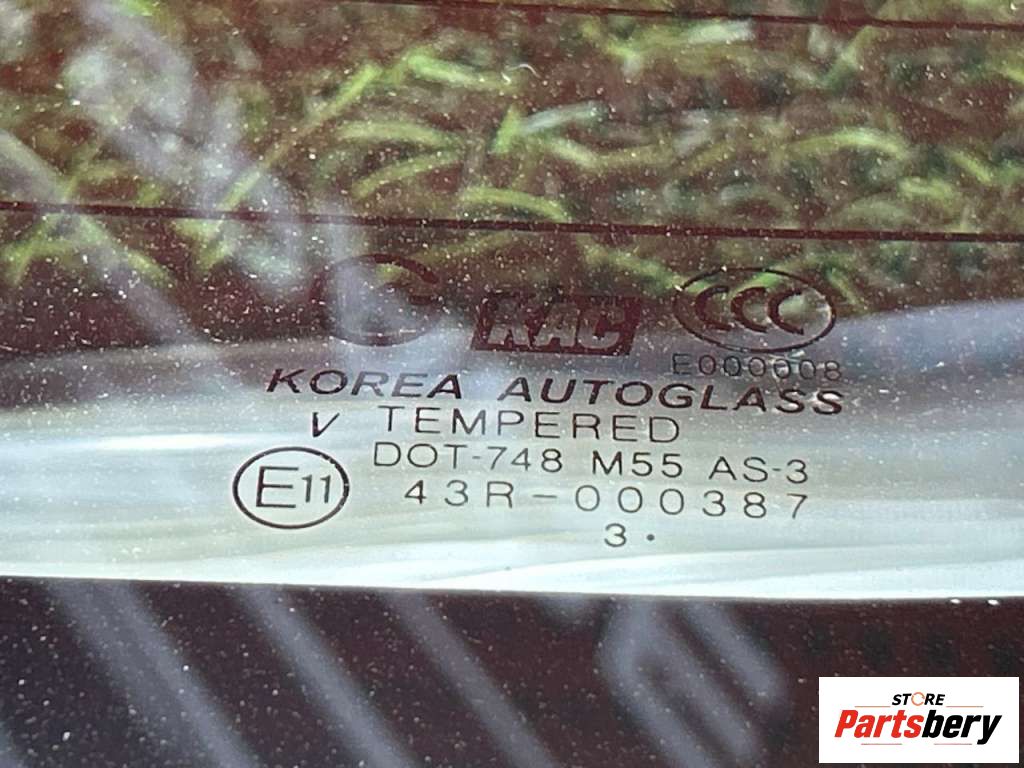 KAC
CCC
E000008
KOREA AUTOGLASS
V TEMPERED
DOT-748 M55 AS-3
E11
43R-000387
3.
STORE
Partsbery